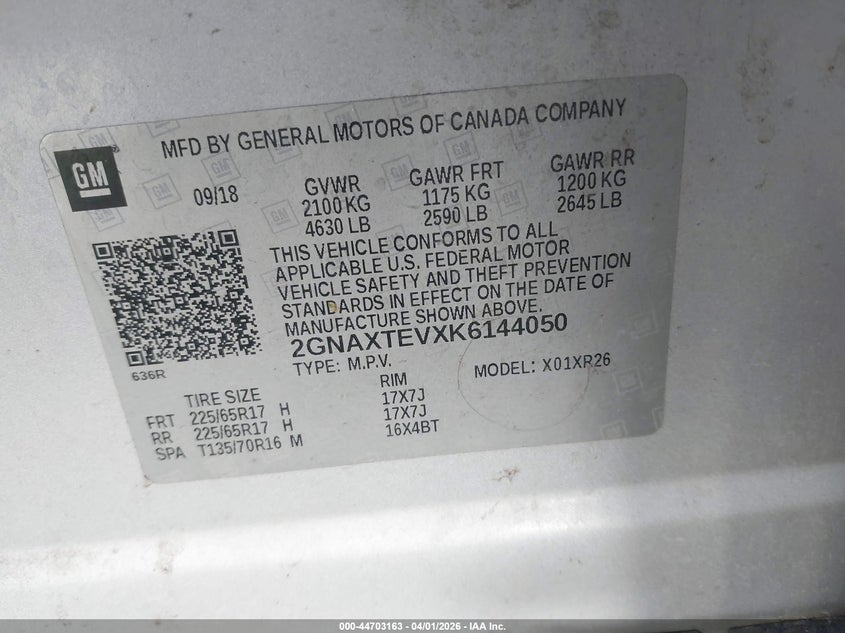 MFD BY GENERAL MOTORS OF CANADA COMPANY
GM
09/18
GVWR GAWR FRT GAWR RR
2100 KG 1175 KG 1200 KG
4630 LB 2590 LB 2645 LB
THIS VEHICLE CONFORMS TO ALL
APPLICABLE U.S. FEDERAL MOTOR
VEHICLE SAFETY AND THEFT PREVENTION
STANDARDS IN EFFECT ON THE DATE OF
MANUFACTURE SHOWN ABOVE.
2GNAXTEVXK6144050
636R
TYPE: M.P.V. MODEL: X01XR26
TIRE SIZE RIM
FRT 225/65R17 H 17X7J
RR 225/65R17 H 17X7J
SPA T135/70R16 M 16X4BT
000-44703163 - 04/01/2026 - IAA Inc.